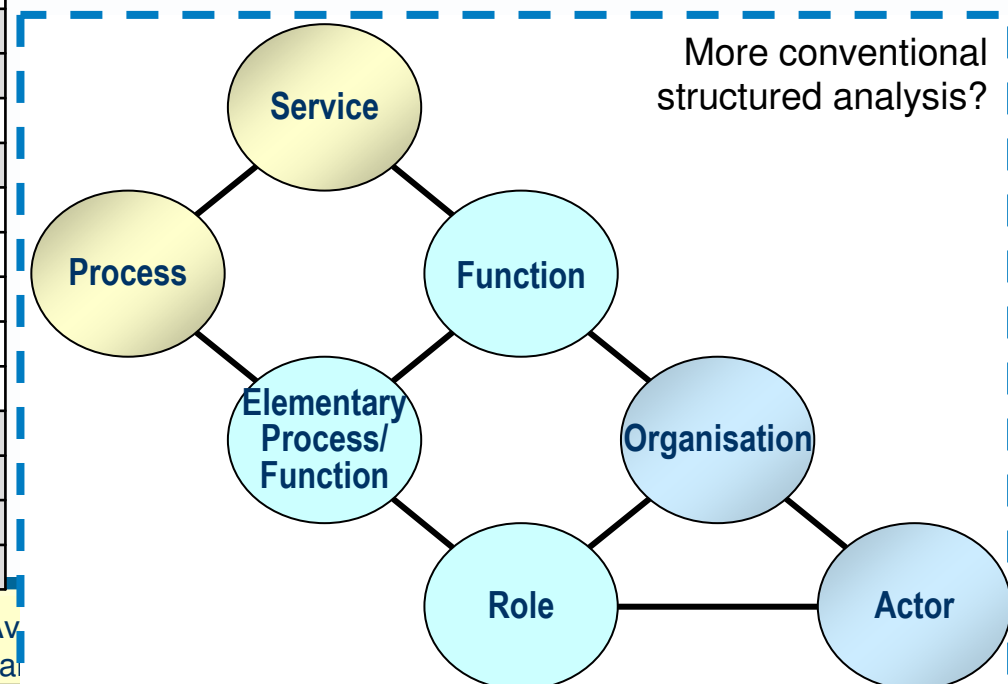 More conventional
structured analysis?
Service
Process
Function
Elementary
Process/
Function
Organisation
Role
Actor